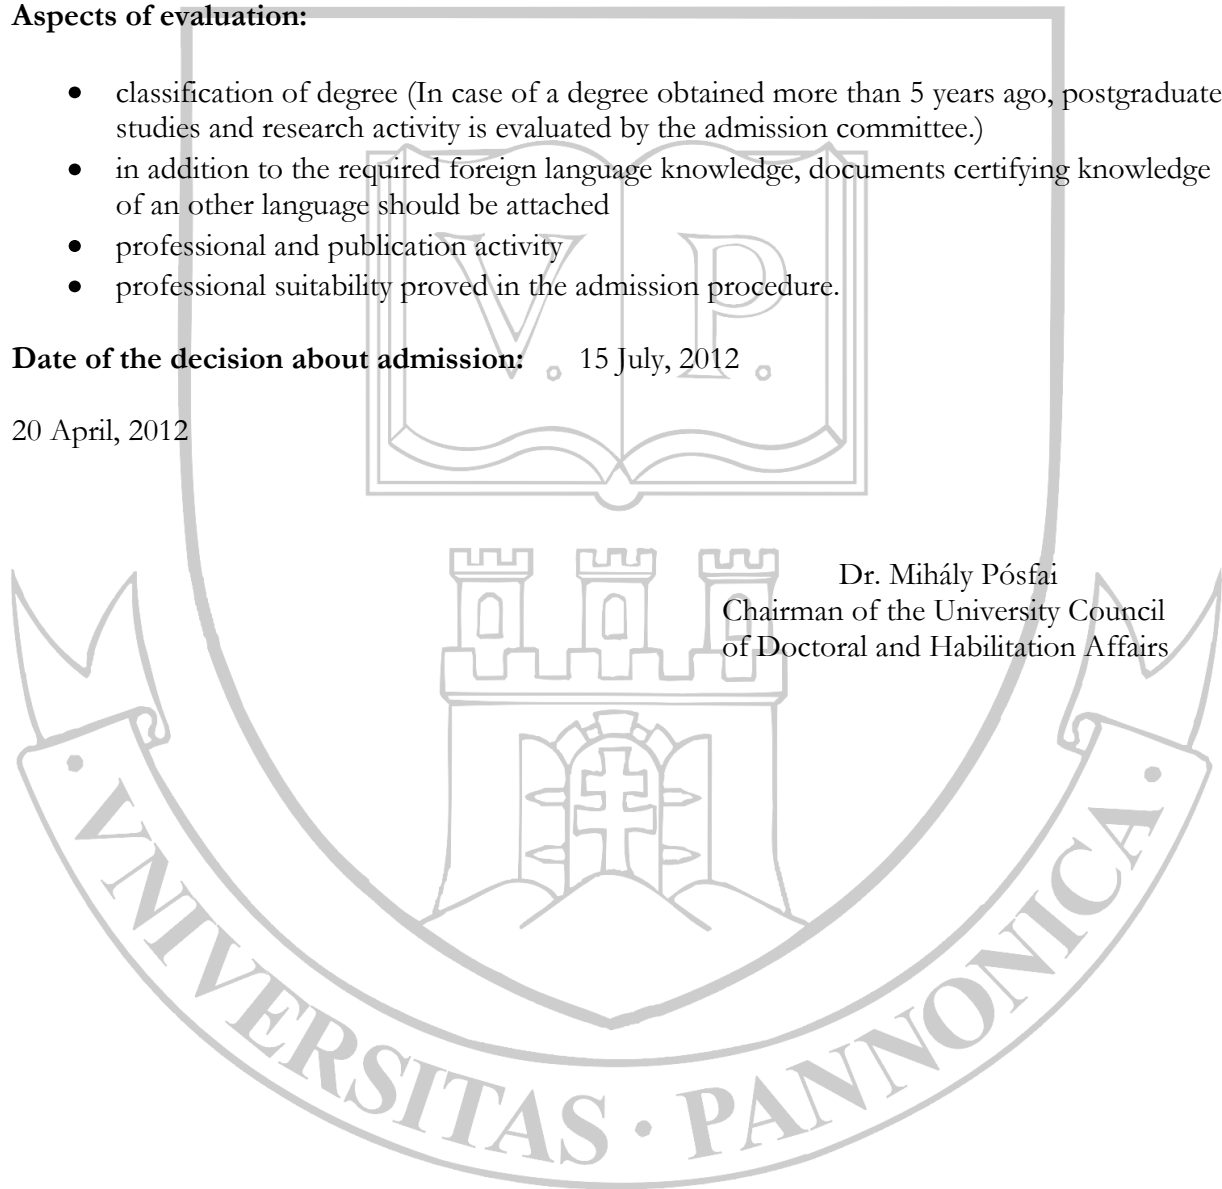 Aspects of evaluation:
• classification of degree (In case of a degree obtained more than 5 years ago, postgraduate
studies and research activity is evaluated by the admission committee.)
• in addition to the required foreign language knowledge, documents certifying knowledge
of an other language should be attached
• professional and publication activity
• professional suitability proved in the admission procedure.
Date of the decision about admission: 15 July, 2012
20 April, 2012
Dr. Mihály Pósfai
Chairman of the University Council
of Doctoral and Habilitation Affairs
V. P.
· VNIVERSITAS · PANNONICA ·